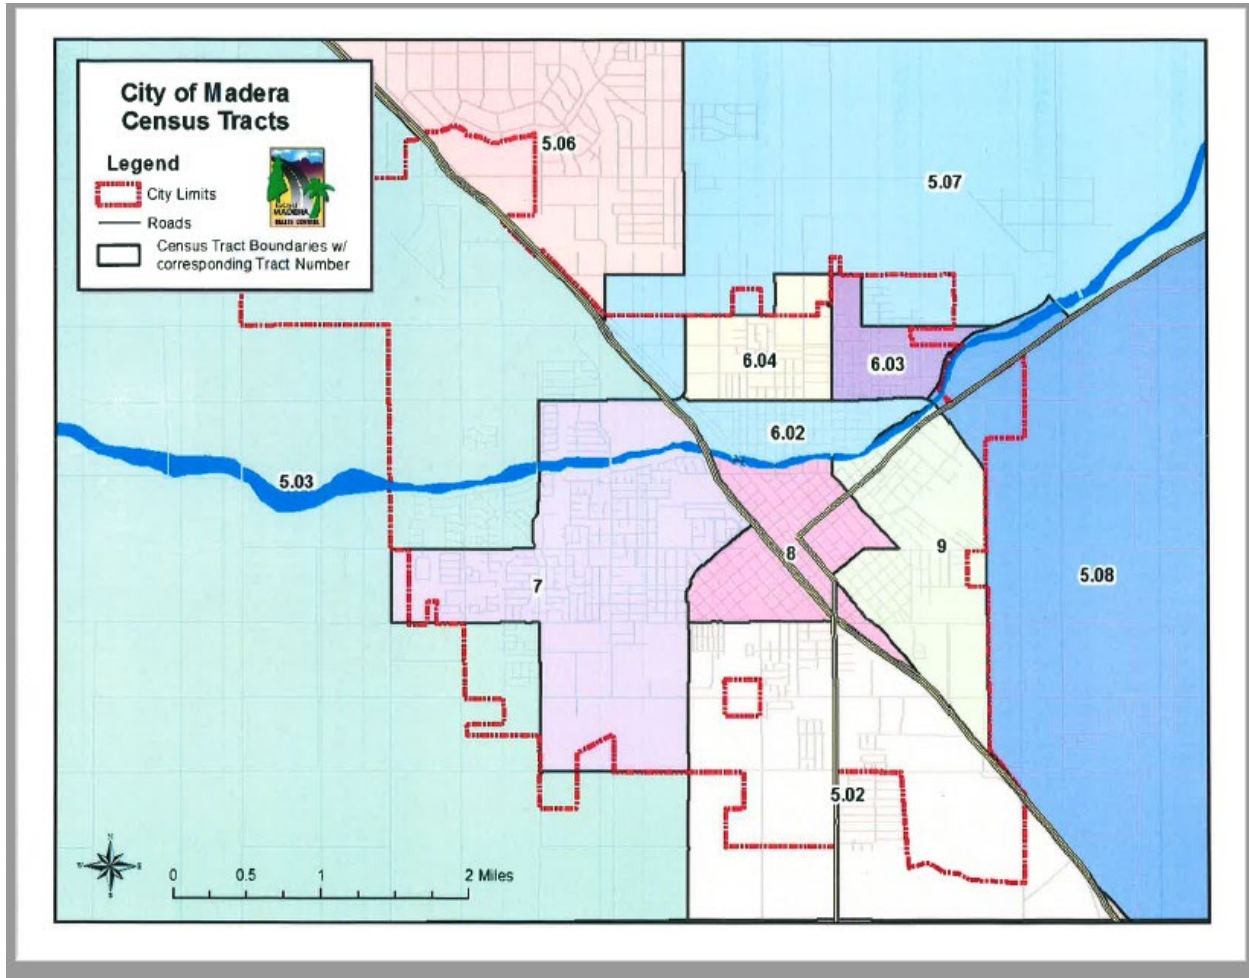 City of Madera
Census Tracts
Legend
City Limits
MADERA
Roads
Census Tract Boundaries w/
corresponding Tract Number
5.06
5.07
6.04
6.03
6.02
5.03
8
9
7
5.08
5.02
N
W
S
0
0.5
1
2 Miles